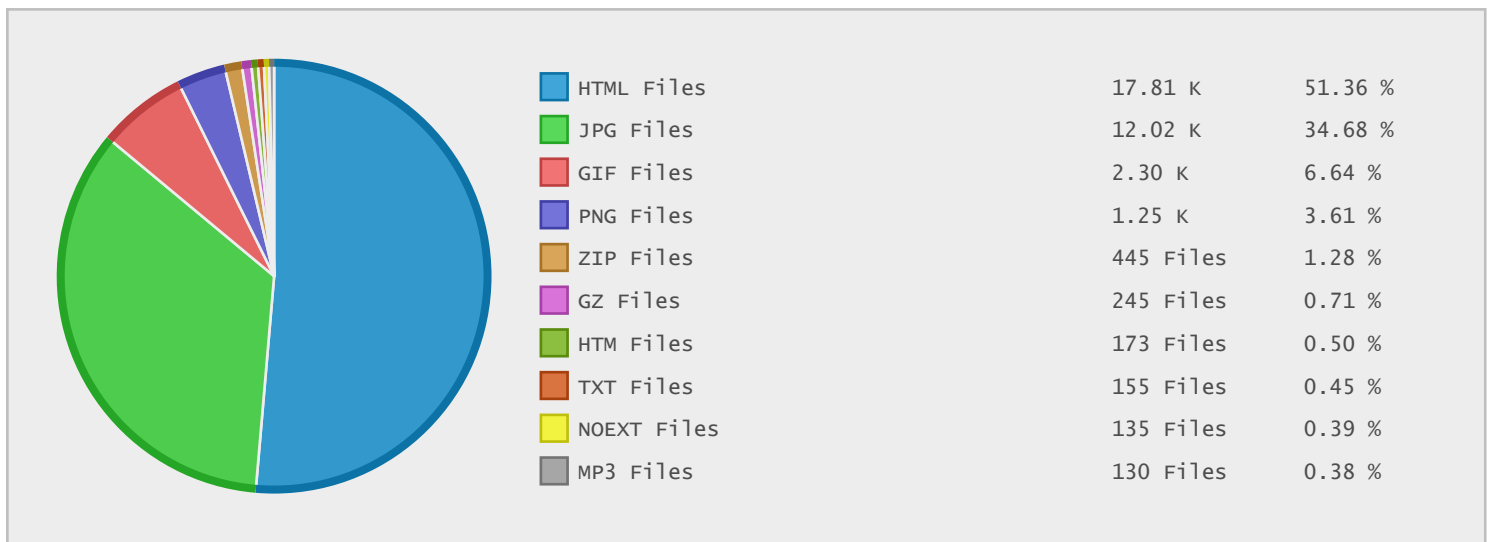 HTML Files 17.81 K 51.36 %
JPG Files 12.02 K 34.68 %
GIF Files 2.30 K 6.64 %
PNG Files 1.25 K 3.61 %
ZIP Files 445 Files 1.28 %
GZ Files 245 Files 0.71 %
HTM Files 173 Files 0.50 %
TXT Files 155 Files 0.45 %
NOEXT Files 135 Files 0.39 %
MP3 Files 130 Files 0.38 %